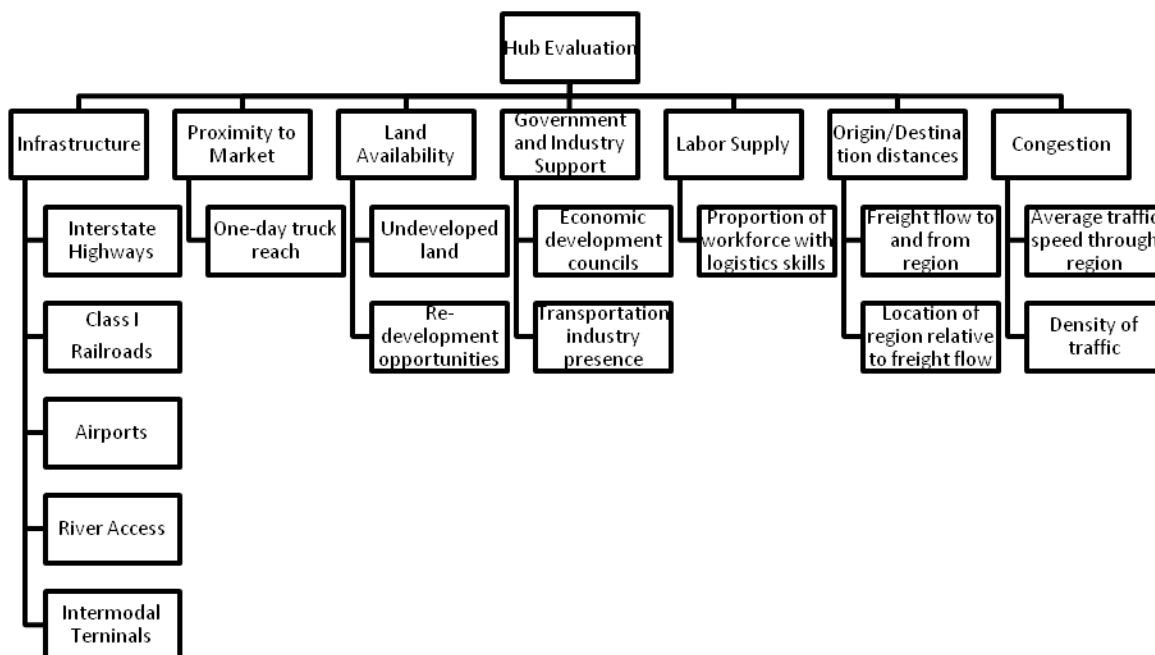 Hub Evaluation
Infrastructure
Proximity to
Market
Land
Availability
Government
and Industry
Support
Labor Supply
Origin/Destina
tion distances
Congestion
Interstate
Highways
Class I
Railroads
Airports
River Access
Intermodal
Terninals
One-day truck
reach
Undeveloped
land
Re-
development
opportunities
Economic
development
councils
Transportation
industry
presence
Proportion of
workforce with
logistics skills
Freight flow to
and from
region
Location of
region relative
to freight flow
Average traffic
speed through
region
Density of
traffic